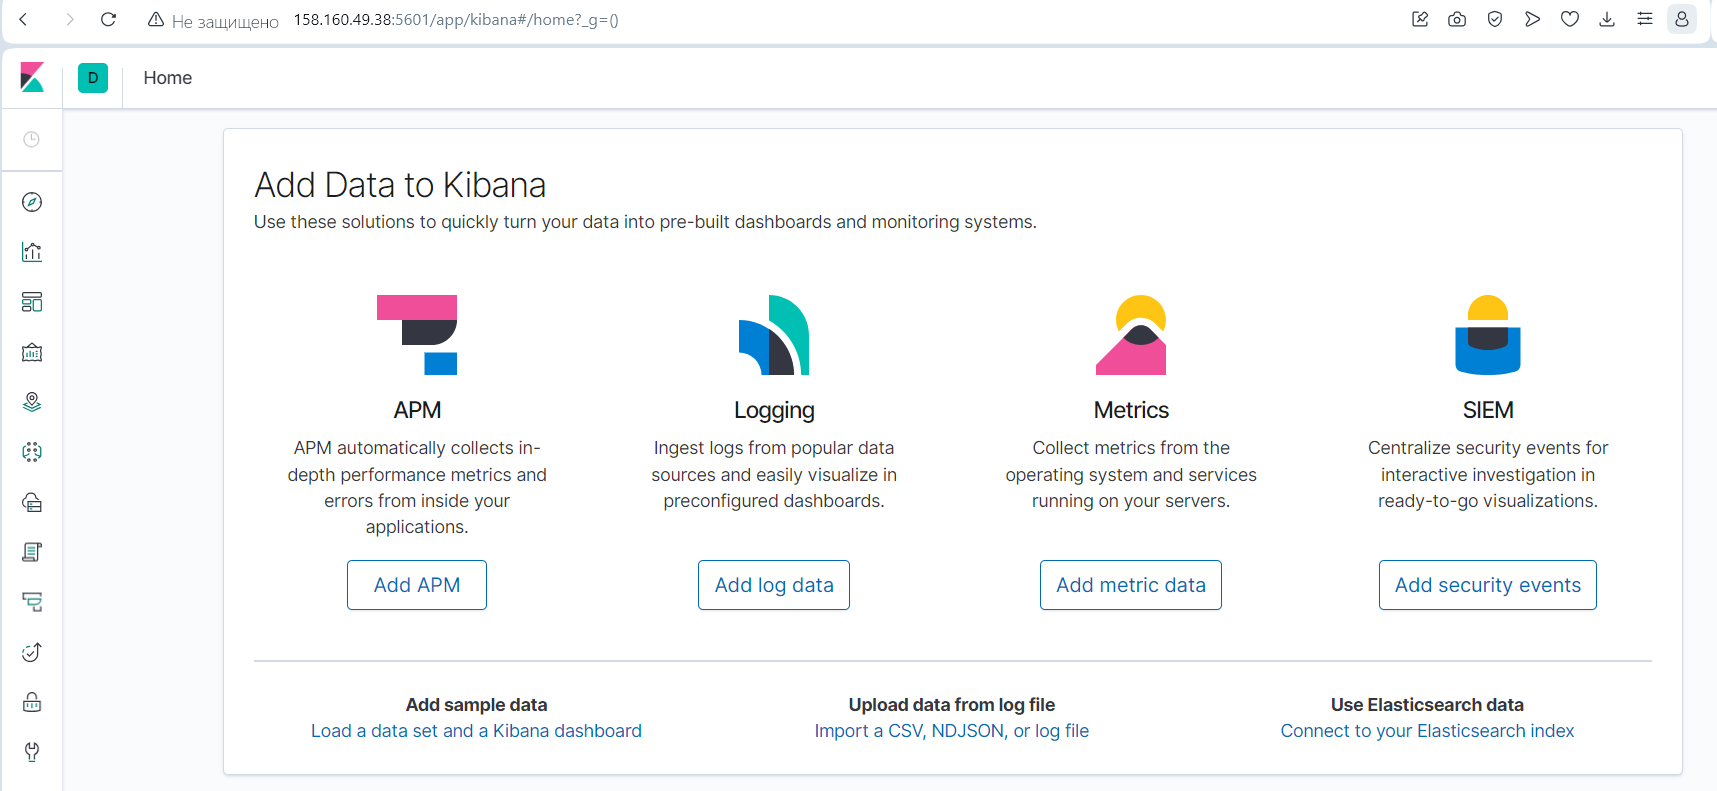 Не защищено 158.160.49.38:5601/app/kibana#/home?_g=()
D Home
Add Data to Kibana
Use these solutions to quickly turn your data into pre-built dashboards and monitoring systems.
APM
APM automatically collects in-
depth performance metrics and
errors from inside your
applications.
Add APM
Logging
Ingest logs from popular data
sources and easily visualize in
preconfigured dashboards.
Add log data
Metrics
Collect metrics from the
operating system and services
running on your servers.
Add metric data
SIEM
Centralize security events for
interactive investigation in
ready-to-go visualizations.
Add security events
Add sample data
Load a data set and a Kibana dashboard
Upload data from log file
Import a CSV, NDJSON, or log file
Use Elasticsearch data
Connect to your Elasticsearch index